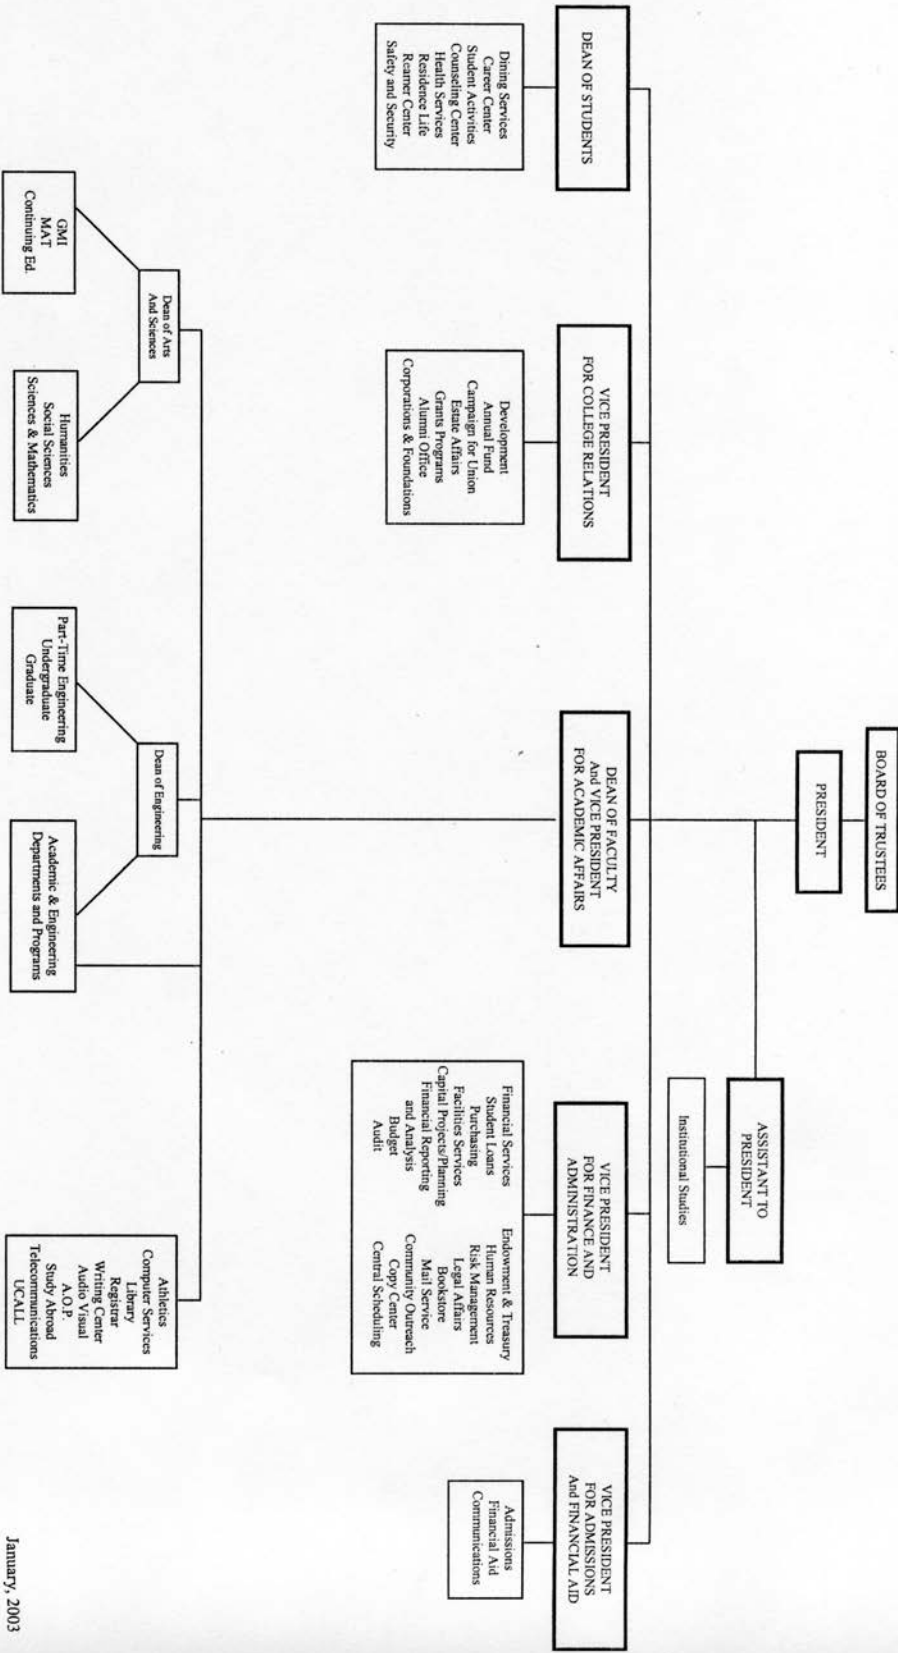 BOARD OF TRUSTEES
PRESIDENT
ASSISTANT TO
PRESIDENT
Institutional Studies
DEAN OF STUDENTS
VICE PRESIDENT
FOR COLLEGE RELATIONS
DEAN OF FACULTY
And VICE PRESIDENT
FOR ACADEMIC AFFAIRS
VICE PRESIDENT
FOR FINANCE AND
ADMINISTRATION
VICE PRESIDENT
FOR ADMISSIONS
And FINANCIAL AID
Dining Services
Career Center
Student Activities
Counseling Center
Health Services
Residence Life
Reamer Center
Safety and Security
Development
Annual Fund
Campaign for Union
Estate Affairs
Grants Programs
Alumni Office
Corporations & Foundations
Financial Services
Student Loans
Purchasing
Facilities Services
Capital Projects/Planning
Financial Reporting
and Analysis
Budget
Audit
Endowment & Treasury
Human Resources
Risk Management
Legal Affairs
Bookstore
Mail Service
Community Outreach
Copy Center
Central Scheduling
Admissions
Financial Aid
Communications
Dean of Arts
And Sciences
Dean of Engineering
GMI
MAT
Continuing Ed.
Humanities
Social Sciences
Sciences & Mathematics
Part-Time Engineering
Undergraduate
Graduate
Academic & Engineering
Departments and Programs
Athletics
Computer Services
Library
Registrar
Writing Center
Audio Visual
A.O.P.
Study Abroad
Telecommunications
UCALL
January, 2003